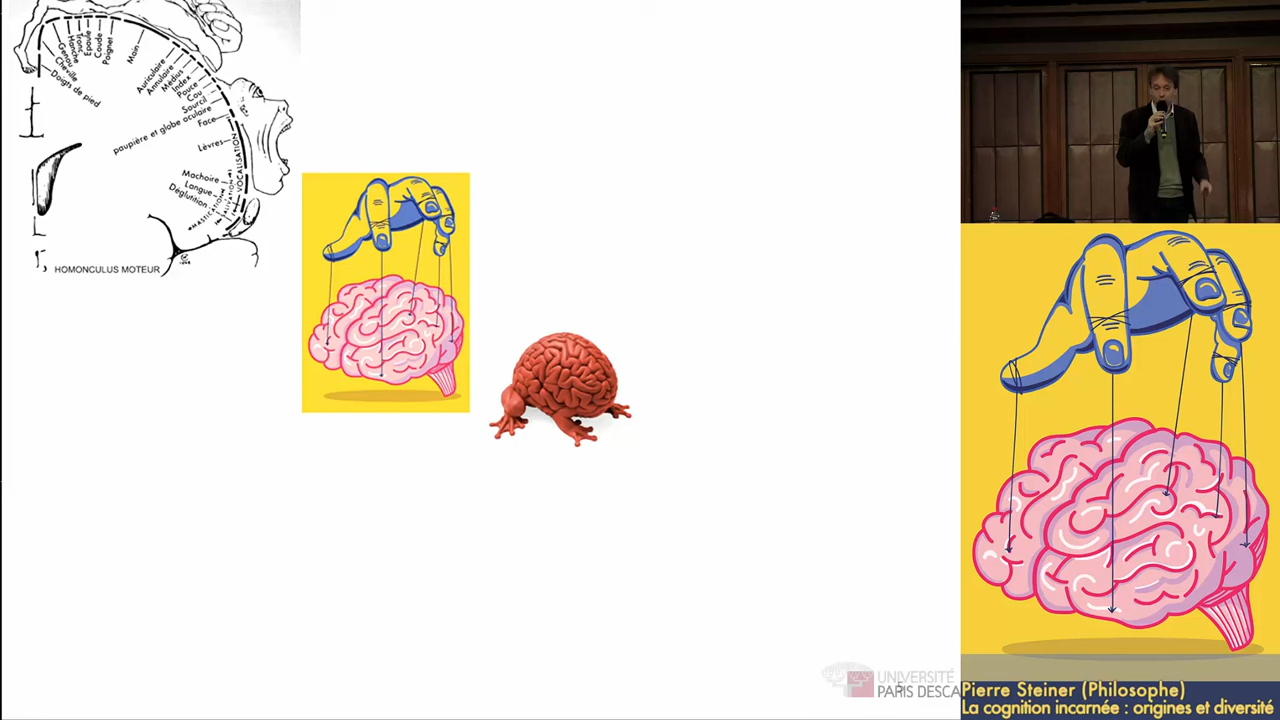 Doigts de pied
Cheville
Genou
Hanche
Tronc
Epaule
Coude
Poignet
Main
Auriculaire
Annulaire
Médius
Index
Pouce
Cou
Sourcil
paupière et globe oculaire
Face
Lèvres
VOCALISATION
Machoire
Langue
Déglutition
MASTICATION
SALIVATION
HOMONCULUS MOTEUR
UNIVERSITÉ
PARIS DESCA
Pierre Steiner (Philosophe)
La cognition incarnée : origines et diversité